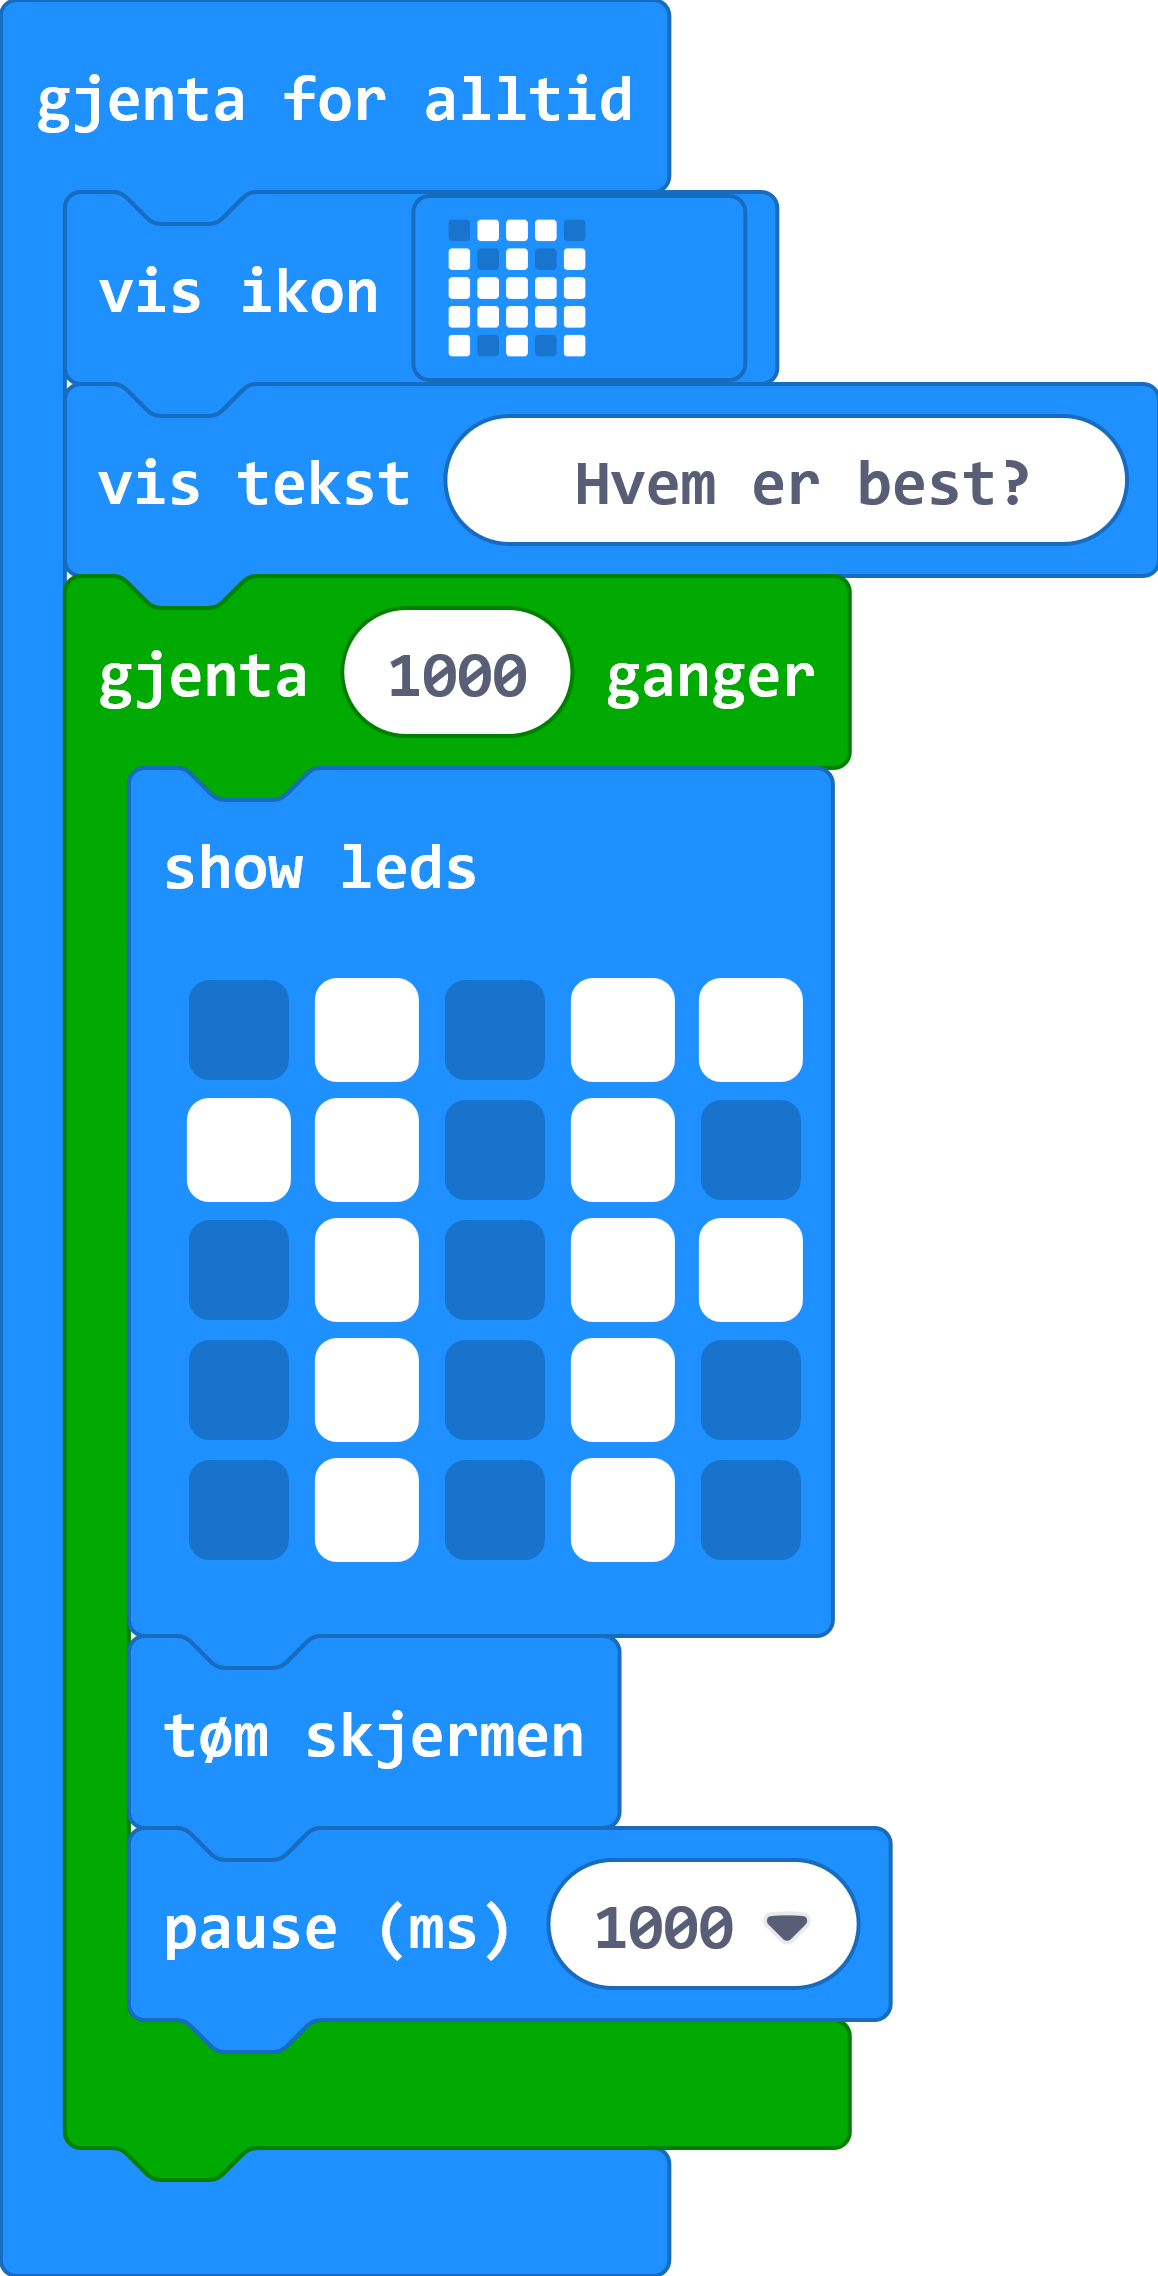 gjenta for alltid
vis ikon
vis tekst Hvem er best?
gjenta 1000 ganger
show leds
tøm skjermen
pause (ms) 1000